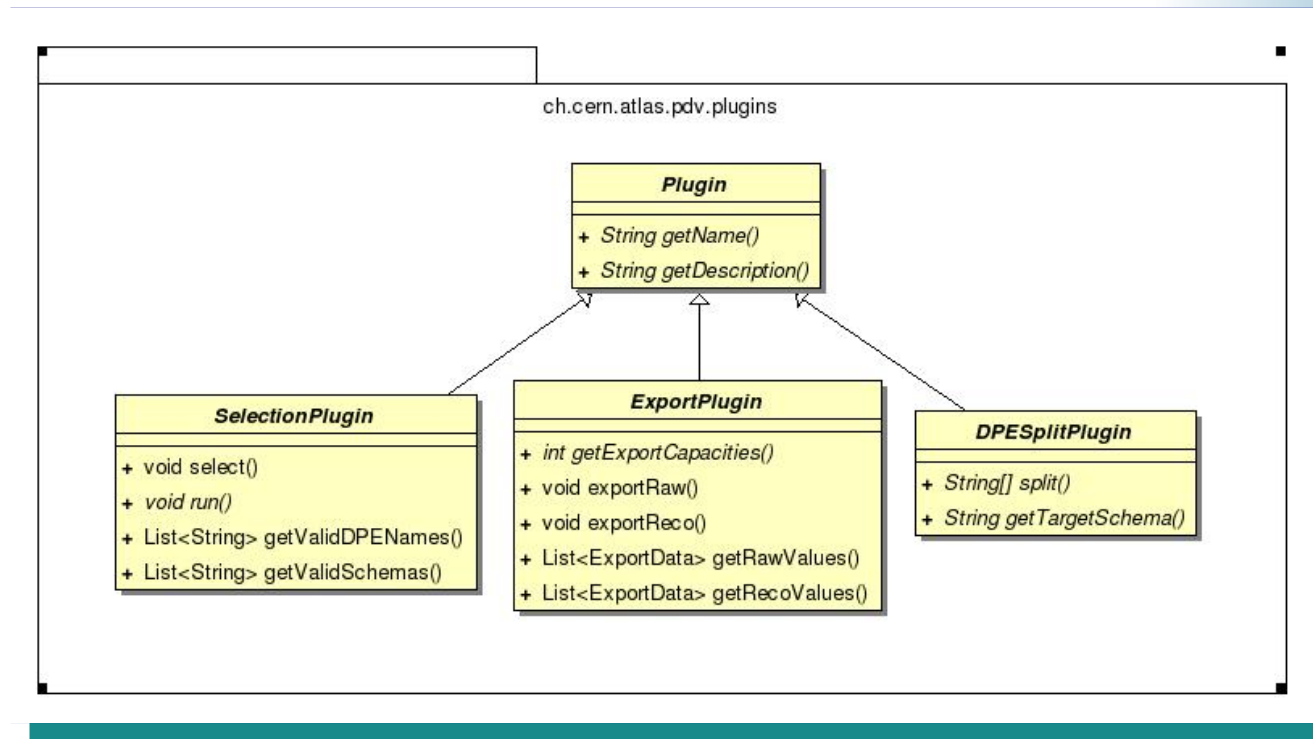 ch.cern.atlas.pdv.plugins
Plugin
+ String getName()
+ String getDescription()
SelectionPlugin
+ void select()
+ void run()
+ List<String> getValidDPENames()
+ List<String> getValidSchemas()
ExportPlugin
+ int getExportCapacities()
+ void exportRaw()
+ void exportReco()
+ List<ExportData> getRawValues()
+ List<ExportData> getRecoValues()
DPESplitPlugin
+ String[] split()
+ String getTargetSchema()